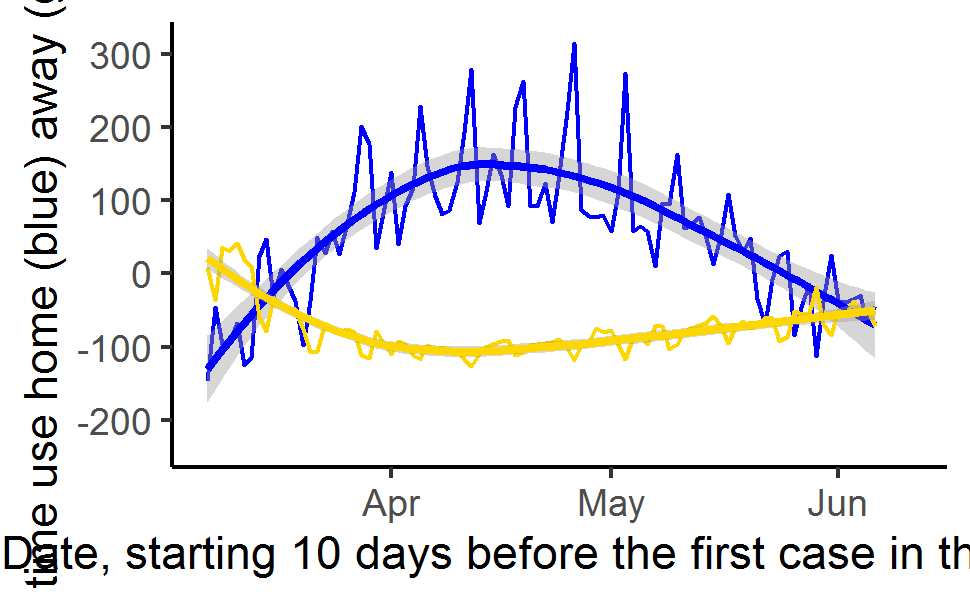 time use home (blue) away (
300
200
100
0
-100
-200
Apr May Jun
Date, starting 10 days before the first case in th